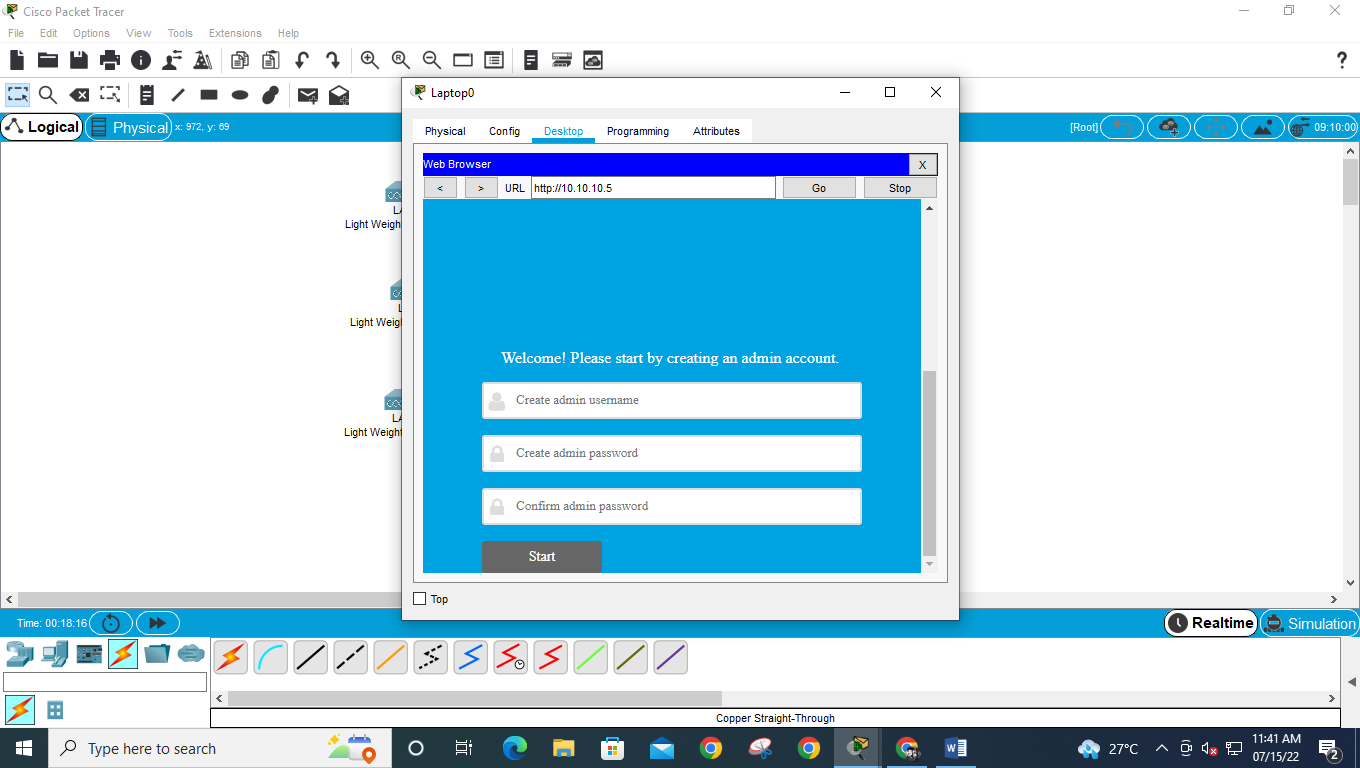 Cisco Packet Tracer
File Edit Options View Tools Extensions Help
?
Laptop0
Logical
Physical
x: 972, y: 69
[Root]
09:10:00
Physical Config Desktop Programming Attributes
Web Browser
X
< > URL http://10.10.10.5 Go Stop
LA
Light Weigh
L
Light Weigh
LA
Light Weigh
Welcome! Please start by creating an admin account.
Create admin username
Create admin password
Confirm admin password
Start
Top
Time: 00:18:16
Realtime
Simulation
Copper Straight-Through
Type here to search
27°C
11:41 AM
07/15/22
2